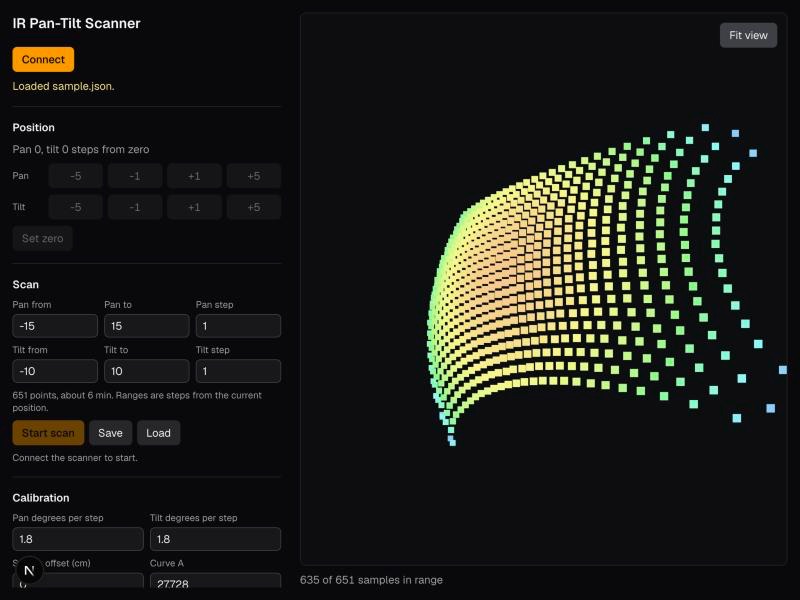 IR Pan-Tilt Scanner
Connect
Loaded sample.json.
Position
Pan 0, tilt 0 steps from zero
Pan -5 -1 +1 +5
Tilt -5 -1 +1 +5
Set zero
Scan
Pan from Pan to Pan step
-15 15 1
Tilt from Tilt to Tilt step
-10 10 1
651 points, about 6 min. Ranges are steps from the current
position.
Start scan Save Load
Connect the scanner to start.
Calibration
Pan degrees per step Tilt degrees per step
1.8 1.8
offset (cm) Curve A
0 27.728
N
Fit view
635 of 651 samples in range